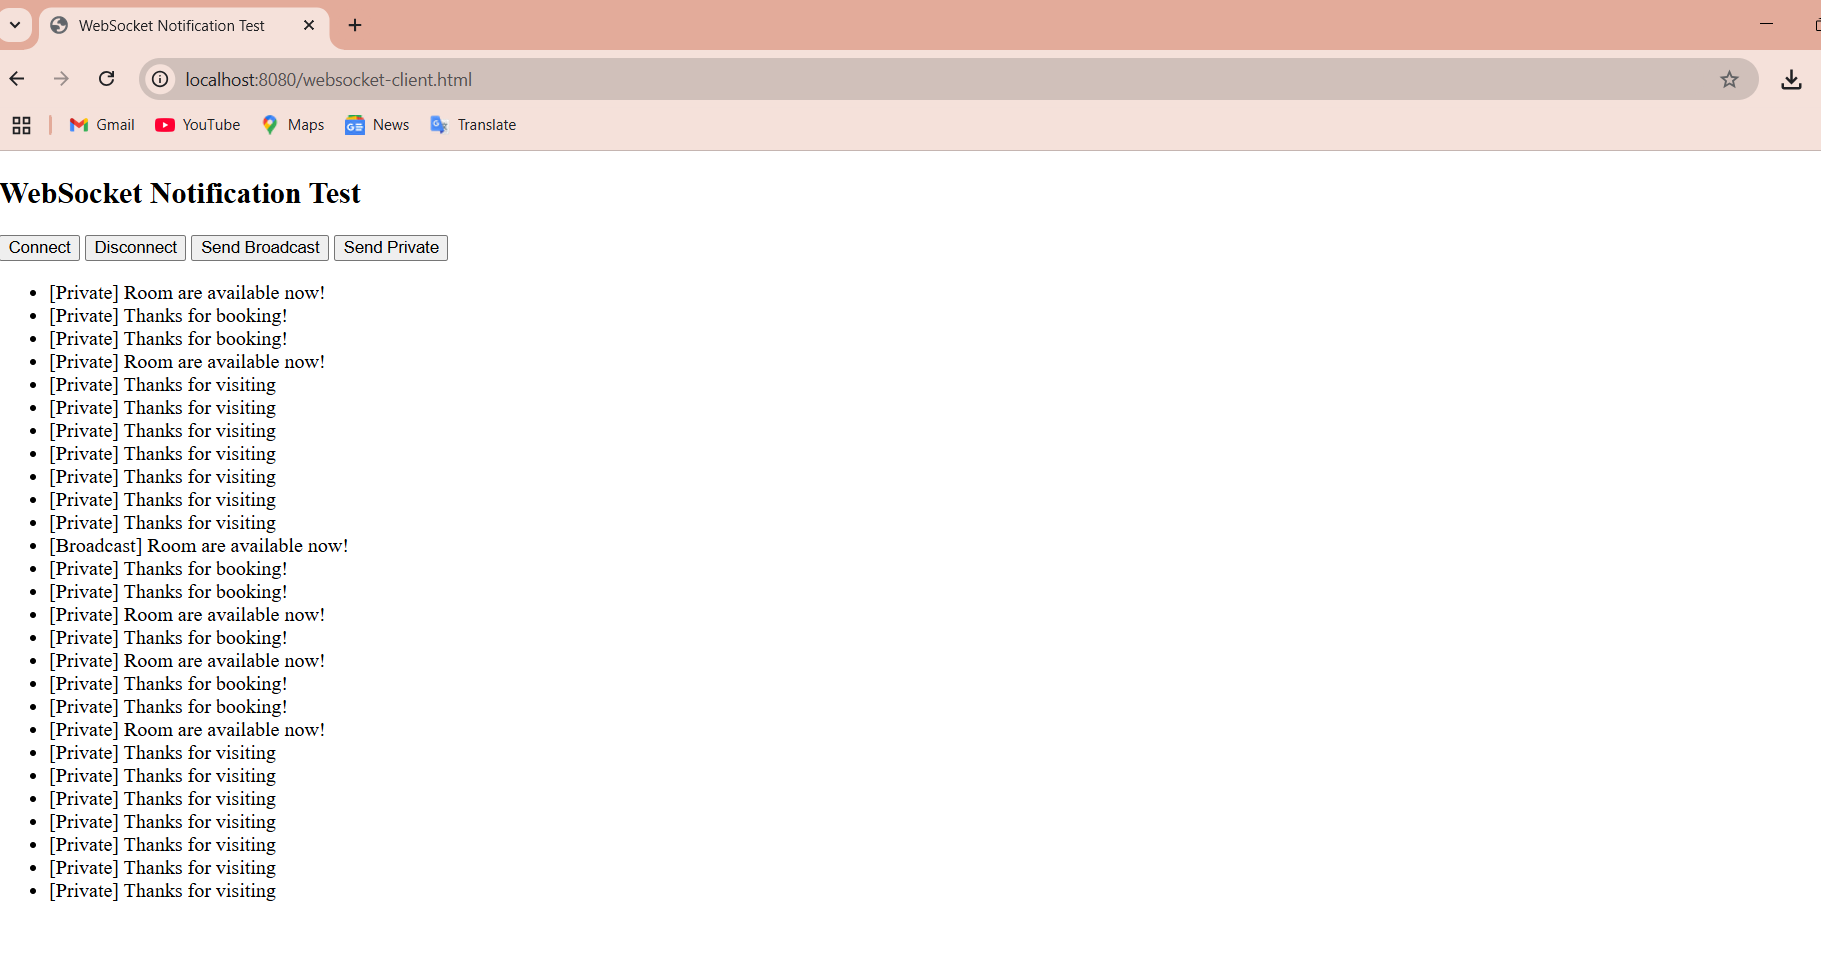 WebSocket Notification Test
localhost:8080/websocket-client.html
Gmail YouTube Maps News Translate
WebSocket Notification Test
Connect Disconnect Send Broadcast Send Private
[Private] Room are available now!
[Private] Thanks for booking!
[Private] Thanks for booking!
[Private] Room are available now!
[Private] Thanks for visiting
[Private] Thanks for visiting
[Private] Thanks for visiting
[Private] Thanks for visiting
[Private] Thanks for visiting
[Private] Thanks for visiting
[Private] Thanks for visiting
[Broadcast] Room are available now!
[Private] Thanks for booking!
[Private] Thanks for booking!
[Private] Room are available now!
[Private] Thanks for booking!
[Private] Room are available now!
[Private] Thanks for booking!
[Private] Thanks for booking!
[Private] Room are available now!
[Private] Thanks for visiting
[Private] Thanks for visiting
[Private] Thanks for visiting
[Private] Thanks for visiting
[Private] Thanks for visiting
[Private] Thanks for visiting
[Private] Thanks for visiting